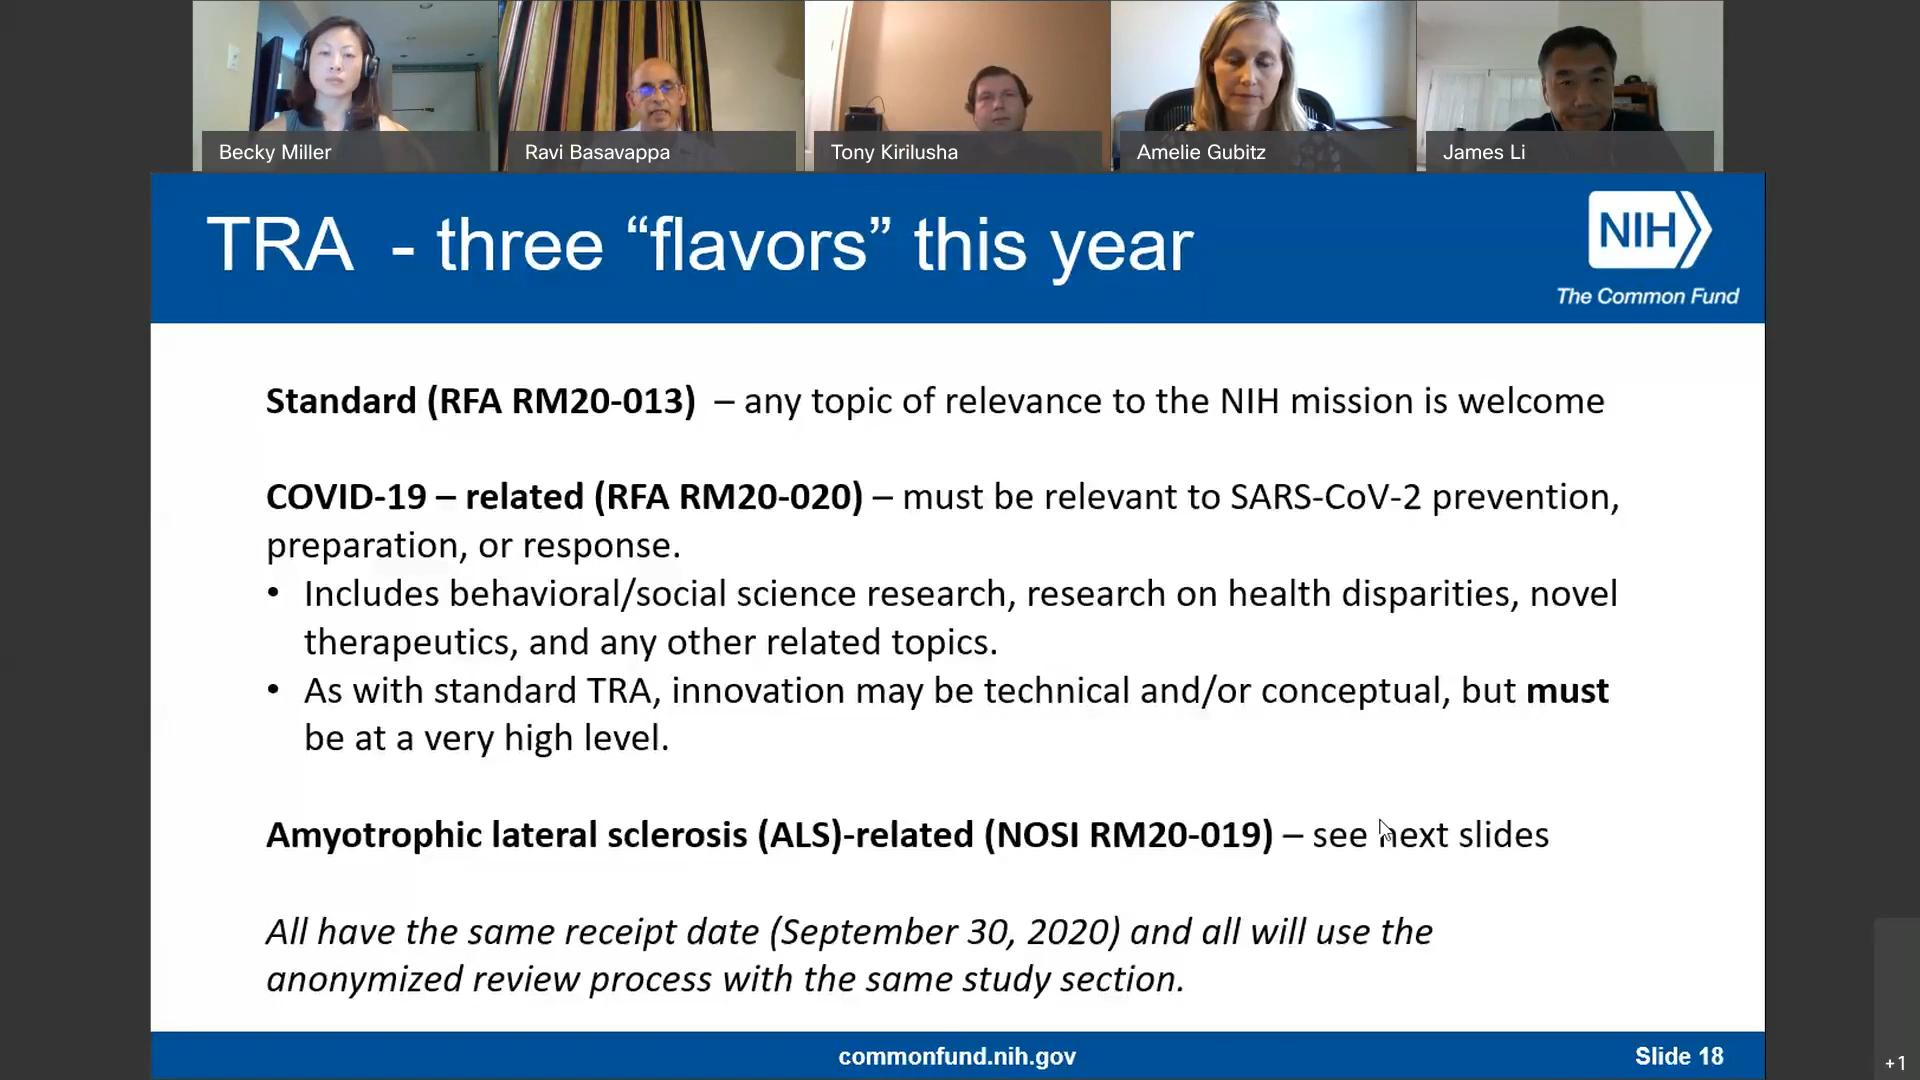 Becky Miller
Ravi Basavappa
Tony Kirilusha
Amelie Gubitz
James Li
TRA - three “flavors” this year
NIH
The Common Fund
Standard (RFA RM20-013) – any topic of relevance to the NIH mission is welcome
COVID-19 – related (RFA RM20-020) – must be relevant to SARS-CoV-2 prevention,
preparation, or response.
• Includes behavioral/social science research, research on health disparities, novel
therapeutics, and any other related topics.
• As with standard TRA, innovation may be technical and/or conceptual, but must
be at a very high level.
Amyotrophic lateral sclerosis (ALS)-related (NOSI RM20-019) – see next slides
All have the same receipt date (September 30, 2020) and all will use the
anonymized review process with the same study section.
commonfund.nih.gov
Slide 18
+1